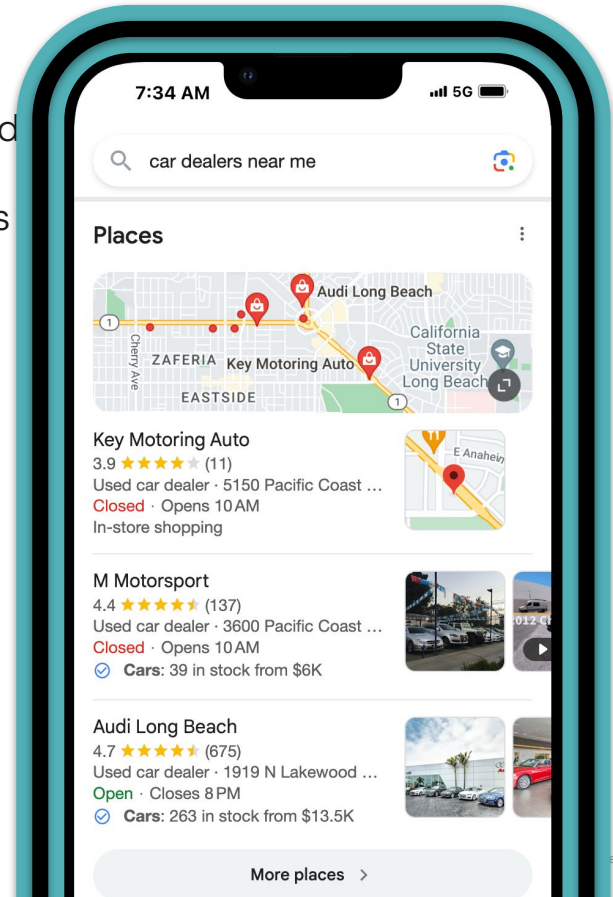 7:34 AM
5G
car dealers near me
Places
Audi Long Beach
1
California
State
University
Long Beach
Cherry Ave
ZAFERIA
Key Motoring Auto
EASTSIDE
1
Key Motoring Auto
3.9 (11)
Used car dealer · 5150 Pacific Coast ...
Closed · Opens 10 AM
In-store shopping
E Anahein
M Motorsport
4.4 (137)
Used car dealer · 3600 Pacific Coast ...
Closed · Opens 10 AM
Cars: 39 in stock from $6K
Audi Long Beach
4.7 (675)
Used car dealer · 1919 N Lakewood ...
Open · Closes 8 PM
Cars: 263 in stock from $13.5K
More places